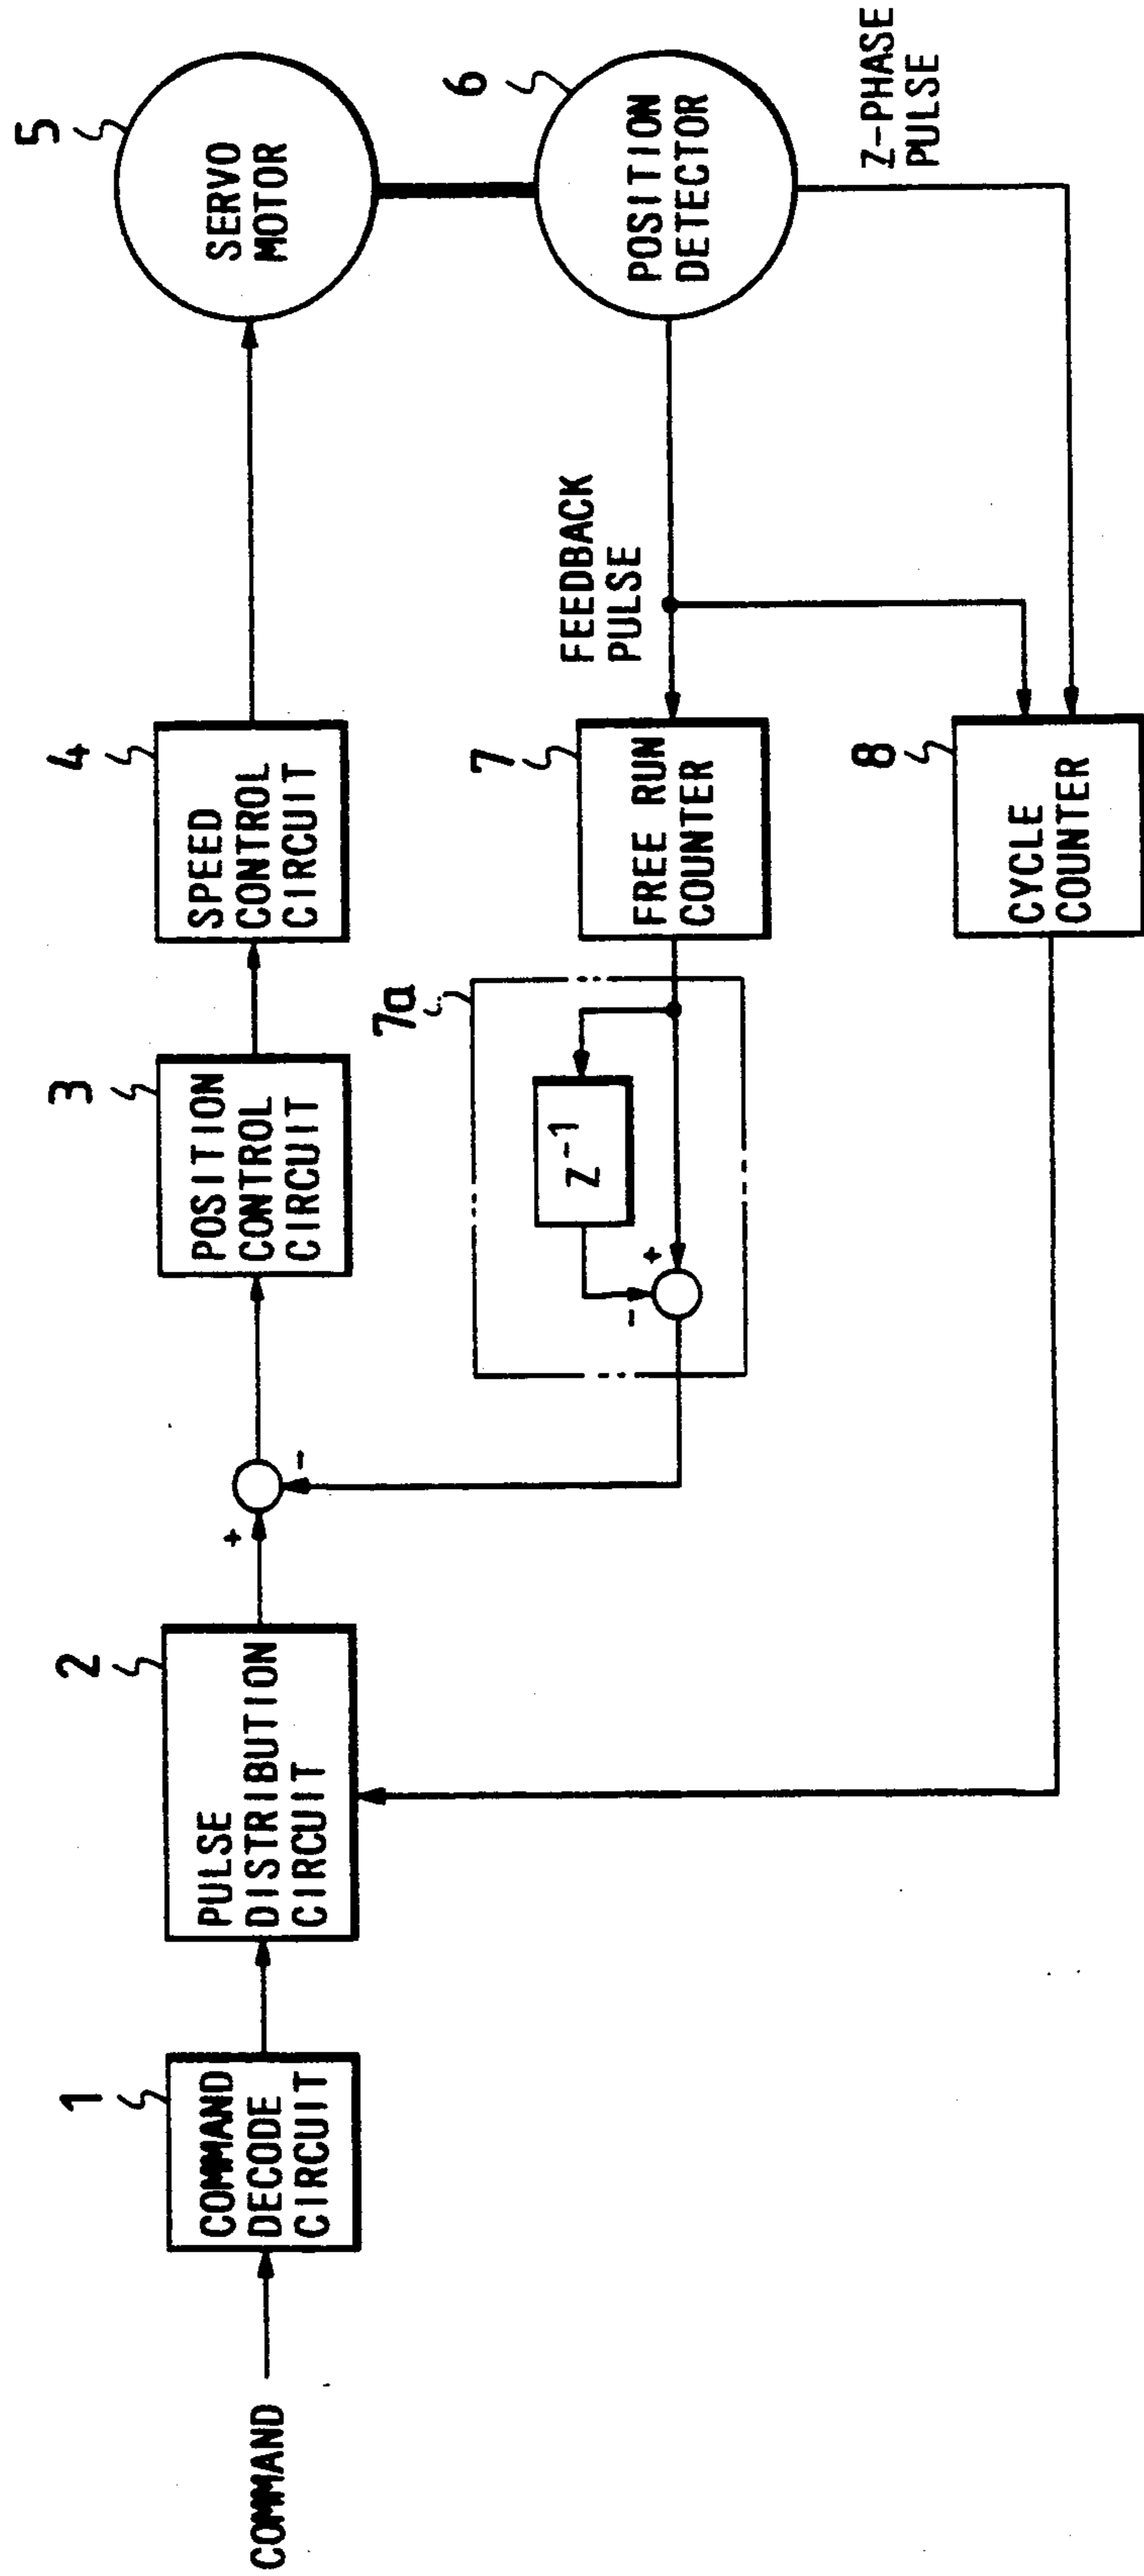 COMMAND
1
COMMAND
DECODE
CIRCUIT
2
PULSE
DISTRIBUTION
CIRCUIT
+
-
3
POSITION
CONTROL
CIRCUIT
4
SPEED
CONTROL
CIRCUIT
5
SERVO
MOTOR
6
POSITION
DETECTOR
Z-PHASE
PULSE
FEEDBACK
PULSE
7
FREE RUN
COUNTER
7a
Z⁻¹
+
-
8
CYCLE
COUNTER